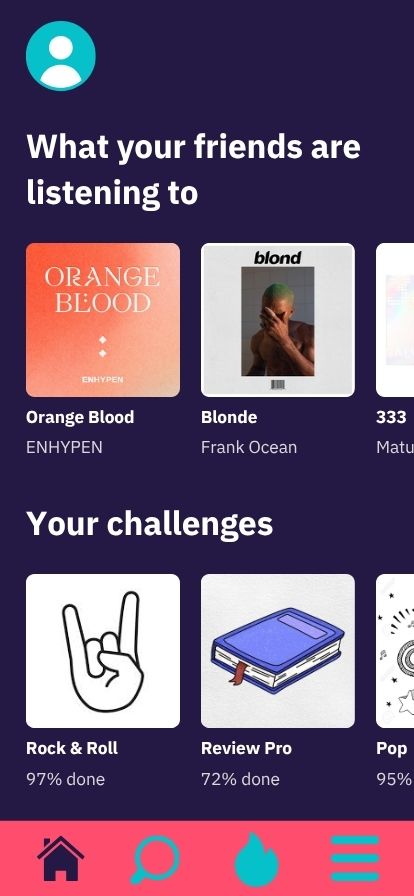 What your friends are
listening to
ORANGE
BLOOD
ENHYPEN
blond
Orange Blood
Blonde
333
ENHYPEN
Frank Ocean
Matu
Your challenges
Rock & Roll
Review Pro
Pop
97% done
72% done
95%